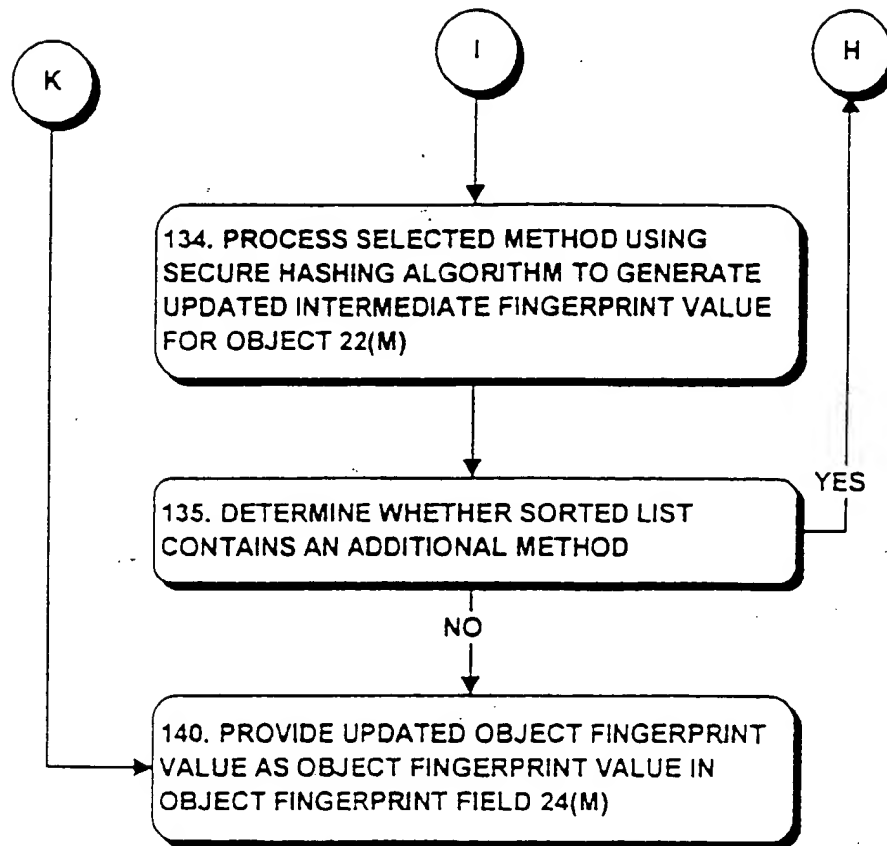 K
I
H
134. PROCESS SELECTED METHOD USING
SECURE HASHING ALGORITHM TO GENERATE
UPDATED INTERMEDIATE FINGERPRINT VALUE
FOR OBJECT 22(M)
YES
135. DETERMINE WHETHER SORTED LIST
CONTAINS AN ADDITIONAL METHOD
NO
140. PROVIDE UPDATED OBJECT FINGERPRINT
VALUE AS OBJECT FINGERPRINT VALUE IN
OBJECT FINGERPRINT FIELD 24(M)